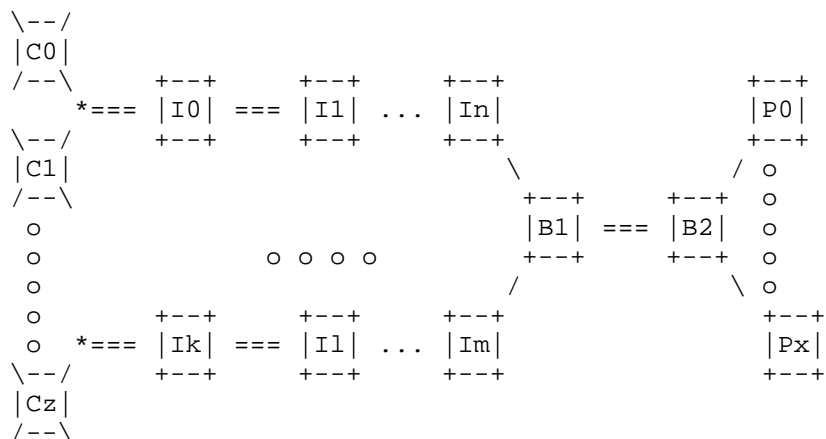 \--/
|C0|
/--\        +--+      +--+      +--+                +--+
    *===    |I0| ===  |I1| ...  |In|                |P0|
\--/        +--+      +--+      +--+                +--+
|C1|                                \              / o
/--\                                 +--+      +--+  o
 o                                   |B1| ===  |B2|  o
 o                o o o o            +--+      +--+  o
 o                                  /              \ o
 o          +--+      +--+      +--+                 +--+
 o  *===    |Ik| ===  |Il| ...  |Im|                 |Px|
\--/        +--+      +--+      +--+                 +--+
|Cz|
/--\